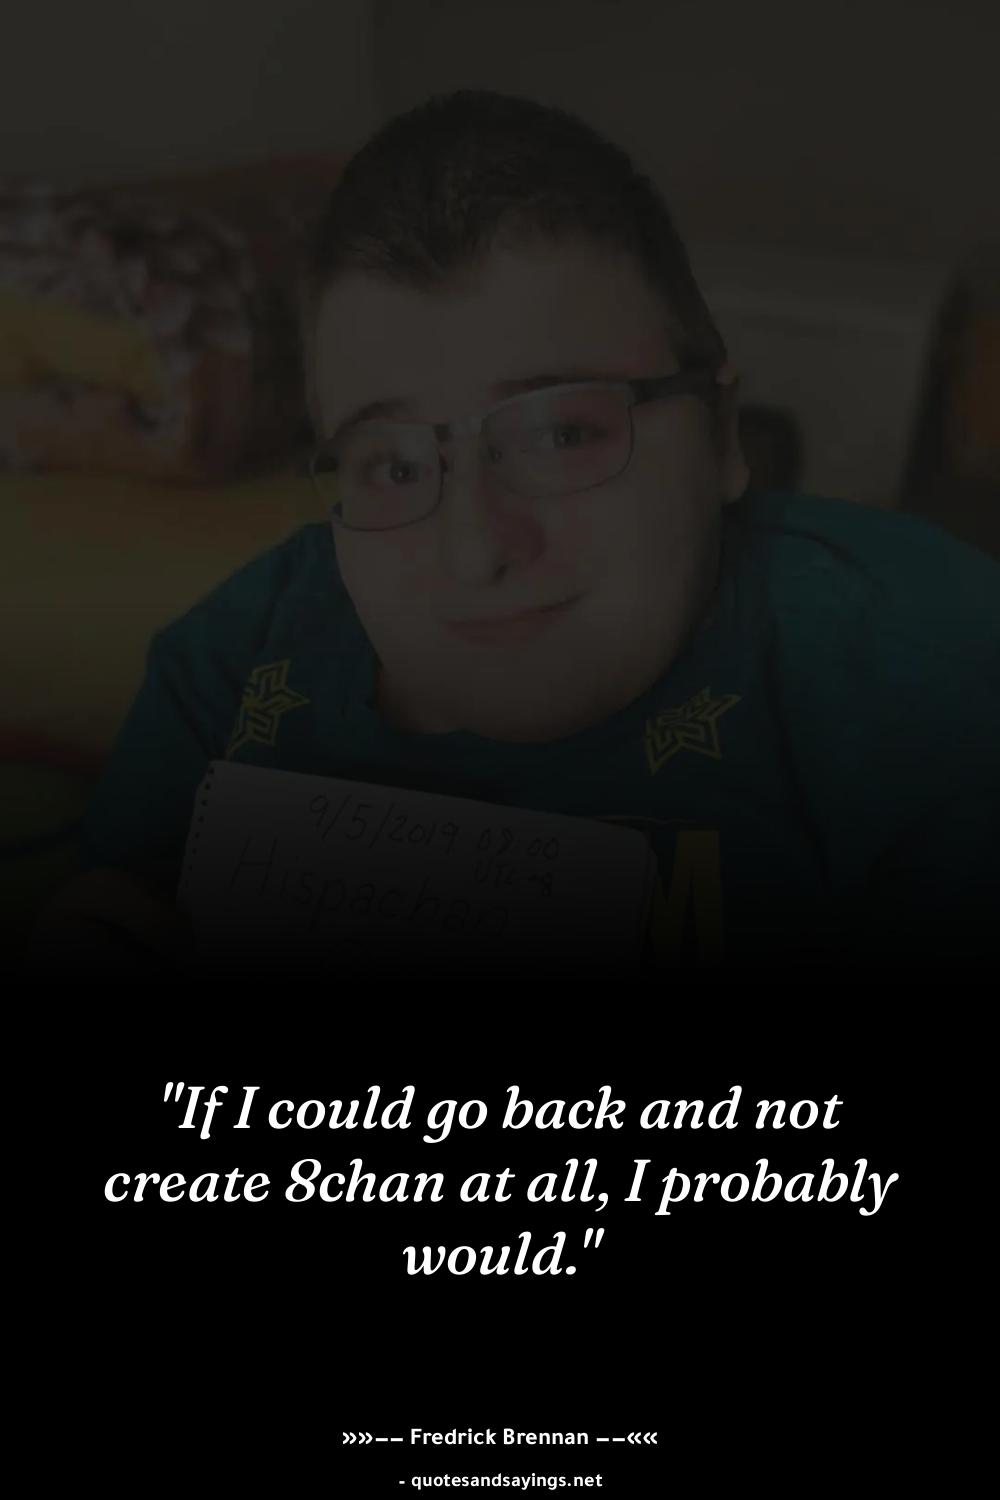 9/5/2019 09:00
UTC+8
Hispachan
M
"If I could go back and not
create 8chan at all, I probably
would."
»»−− Fredrick Brennan −−««
- quotesandsayings.net